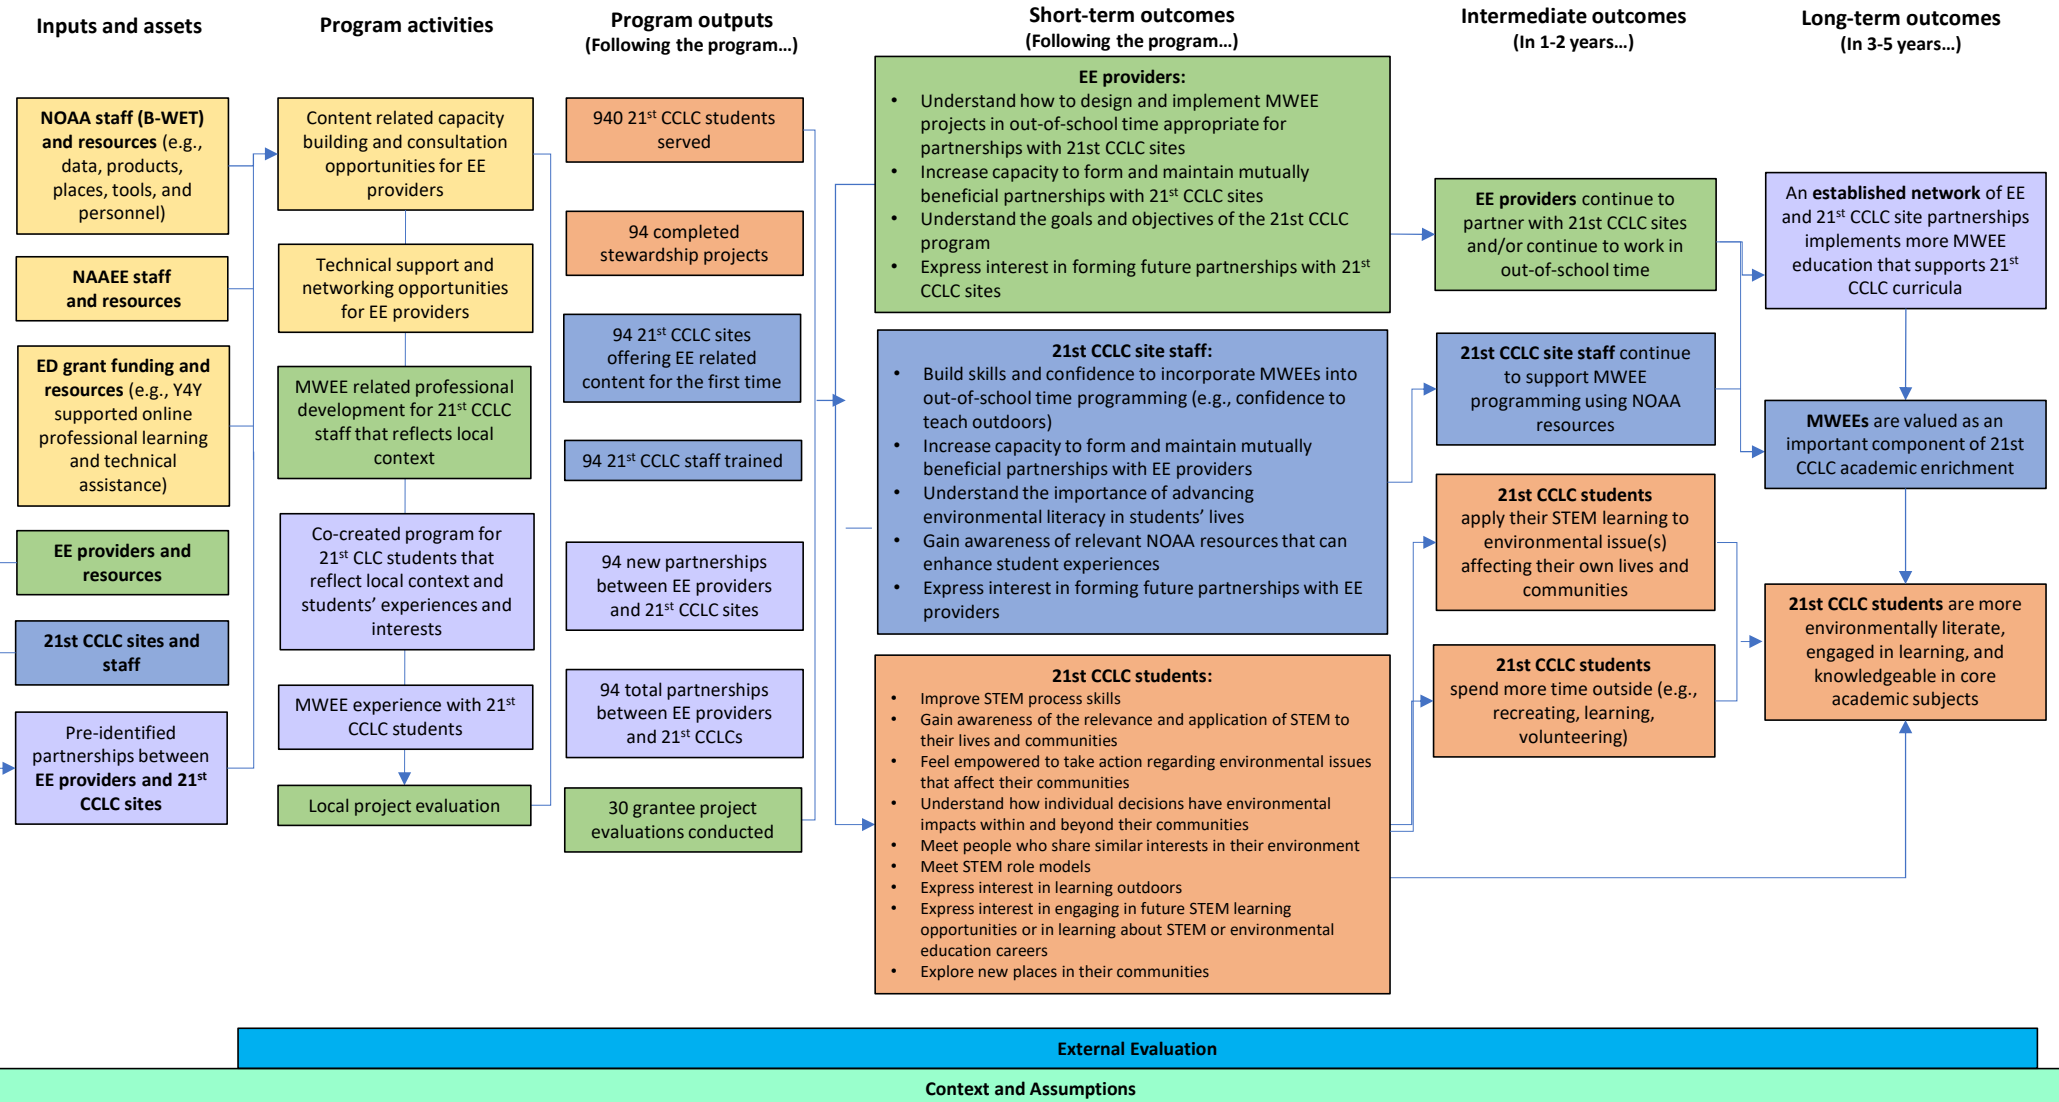 Inputs and assets
NOAA staff (B-WET)
and resources (e.g.,
data, products,
places, tools, and
personnel)
NAAEE staff
and resources
ED grant funding and
resources (e.g., Y4Y
supported online
professional learning
and technical
assistance)
EE providers and
resources
21st CCLC sites and
staff
Pre-identified
partnerships between
EE providers and 21st
CCLC sites
Program activities
Content related capacity
building and consultation
opportunities for EE
providers
Technical support and
networking opportunities
for EE providers
MWEE related professional
development for 21st CCLC
staff that reflects local
context
Co-created program for
21st CLC students that
reflect local context and
students’ experiences and
interests
MWEE experience with 21st
CCLC students
Local project evaluation
Program outputs
(Following the program…)
940 21st CCLC students
served
94 completed
stewardship projects
94 21st CCLC sites
offering EE related
content for the first time
94 21st CCLC staff trained
94 new partnerships
between EE providers
and 21st CCLC sites
94 total partnerships
between EE providers
and 21st CCLCs
30 grantee project
evaluations conducted
Short-term outcomes
(Following the program…)
EE providers:
• Understand how to design and implement MWEE
projects in out-of-school time appropriate for
partnerships with 21st CCLC sites
• Increase capacity to form and maintain mutually
beneficial partnerships with 21st CCLC sites
• Understand the goals and objectives of the 21st CCLC
program
• Express interest in forming future partnerships with 21st
CCLC sites
21st CCLC site staff:
• Build skills and confidence to incorporate MWEEs into
out-of-school time programming (e.g., confidence to
teach outdoors)
• Increase capacity to form and maintain mutually
beneficial partnerships with EE providers
• Understand the importance of advancing
environmental literacy in students’ lives
• Gain awareness of relevant NOAA resources that can
enhance student experiences
• Express interest in forming future partnerships with EE
providers
21st CCLC students:
• Improve STEM process skills
• Gain awareness of the relevance and application of STEM to
their lives and communities
• Feel empowered to take action regarding environmental issues
that affect their communities
• Understand how individual decisions have environmental
impacts within and beyond their communities
• Meet people who share similar interests in their environment
• Meet STEM role models
• Express interest in learning outdoors
• Express interest in engaging in future STEM learning
opportunities or in learning about STEM or environmental
education careers
• Explore new places in their communities
Intermediate outcomes
(In 1-2 years…)
EE providers continue to
partner with 21st CCLC sites
and/or continue to work in
out-of-school time
21st CCLC site staff continue
to support MWEE
programming using NOAA
resources
21st CCLC students
apply their STEM learning to
environmental issue(s)
affecting their own lives and
communities
21st CCLC students
spend more time outside (e.g.,
recreating, learning,
volunteering)
Long-term outcomes
(In 3-5 years…)
An established network of EE
and 21st CCLC site partnerships
implements more MWEE
education that supports 21st
CCLC curricula
MWEEs are valued as an
important component of 21st
CCLC academic enrichment
21st CCLC students are more
environmentally literate,
engaged in learning, and
knowledgeable in core
academic subjects
External Evaluation
Context and Assumptions